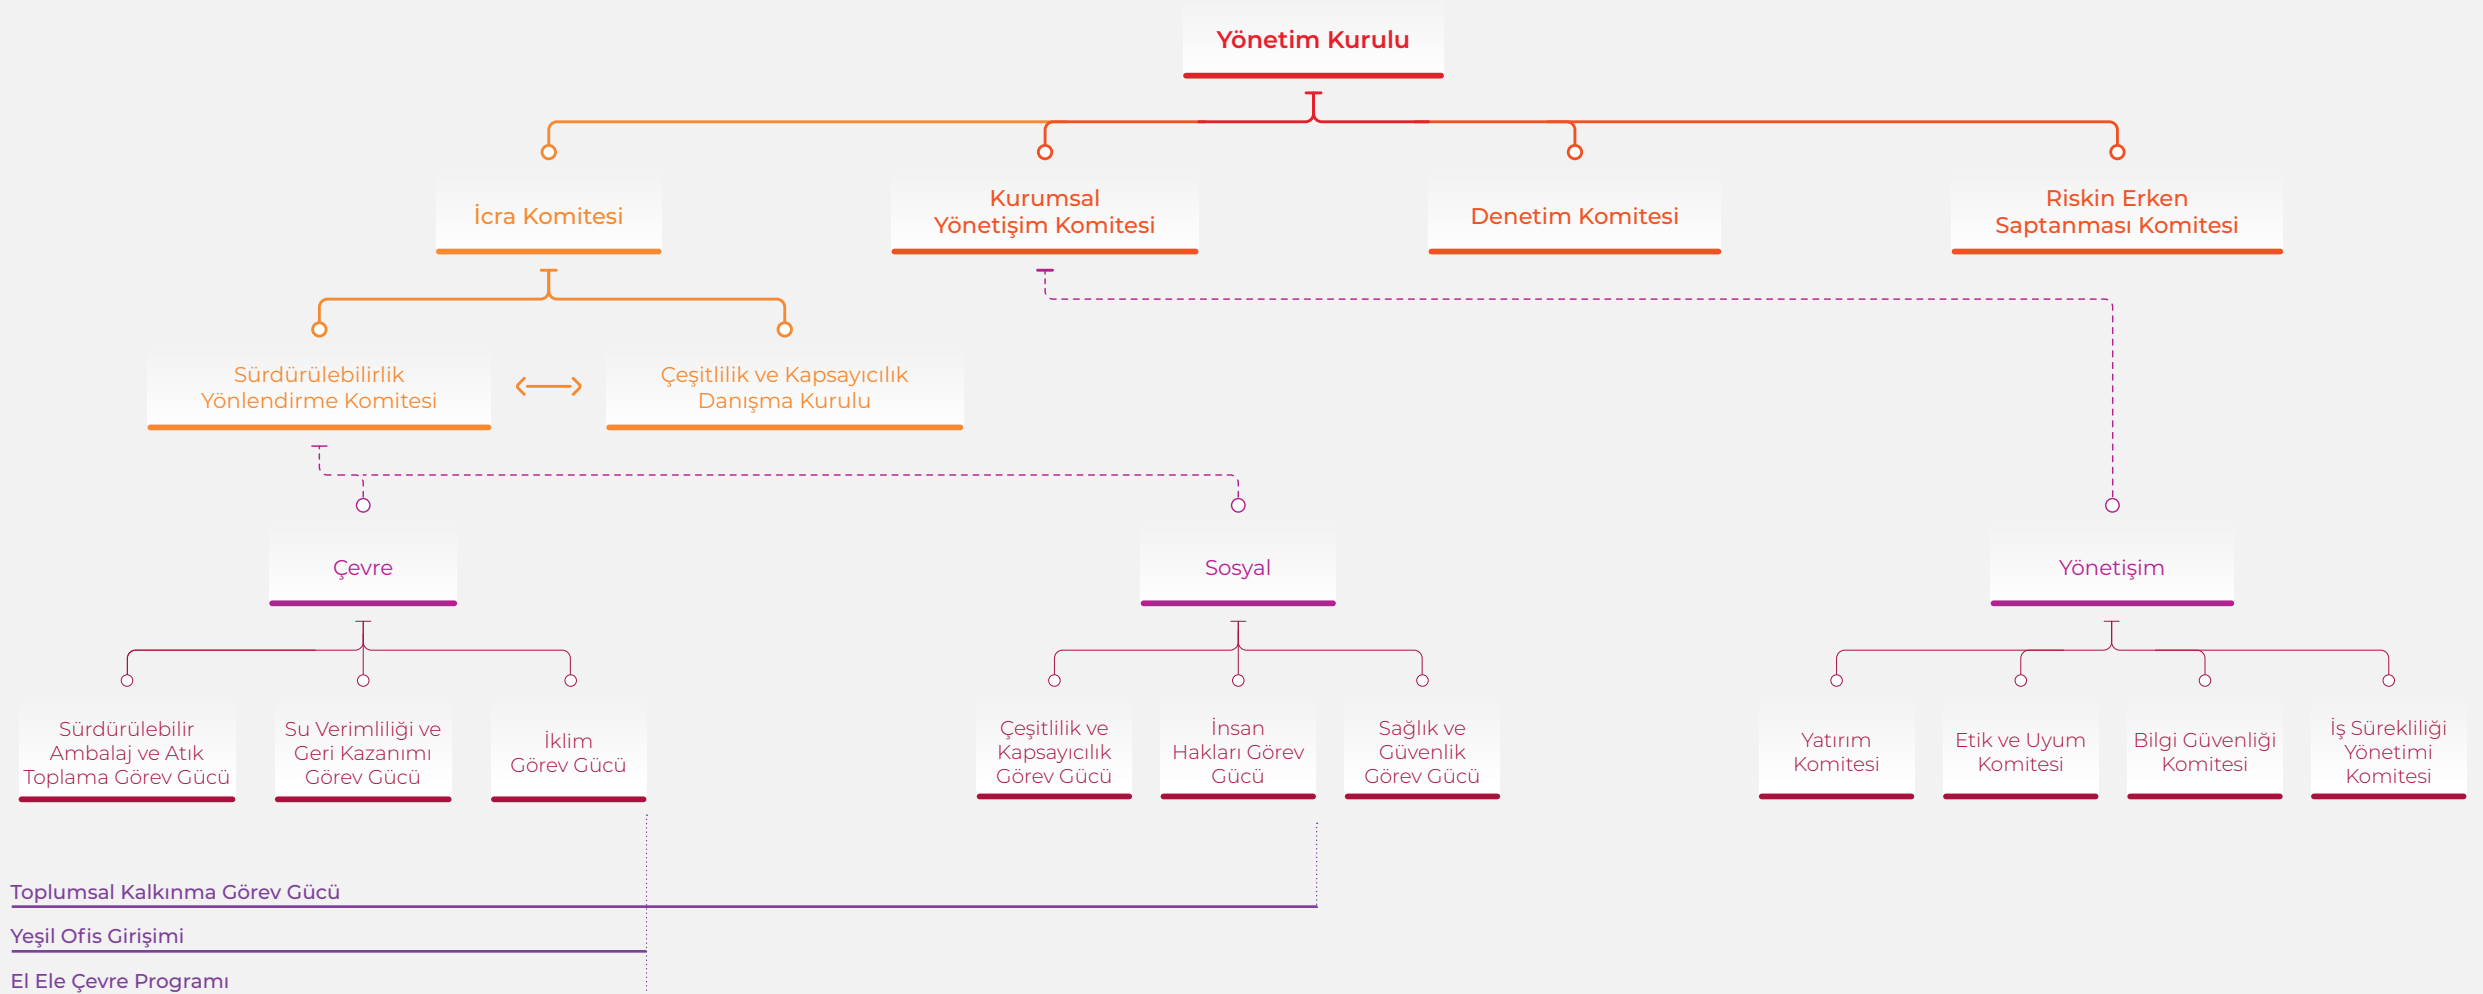 Yönetim Kurulu
İcra Komitesi
Kurumsal
Yönetişim Komitesi
Denetim Komitesi
Riskin Erken
Saptanması Komitesi
Sürdürülebilirlik
Yönlendirme Komitesi
Çeşitlilik ve Kapsayıcılık
Danışma Kurulu
Çevre
Sosyal
Yönetişim
Sürdürülebilir
Ambalaj ve Atık
Toplama Görev Gücü
Su Verimliliği ve
Geri Kazanımı
Görev Gücü
İklim
Görev Gücü
Çeşitlilik ve
Kapsayıcılık
Görev Gücü
İnsan
Hakları Görev
Gücü
Sağlık ve
Güvenlik
Görev Gücü
Yatırım
Komitesi
Etik ve Uyum
Komitesi
Bilgi Güvenliği
Komitesi
İş Sürekliliği
Yönetimi
Komitesi
Toplumsal Kalkınma Görev Gücü
Yeşil Ofis Girişimi
El Ele Çevre Programı